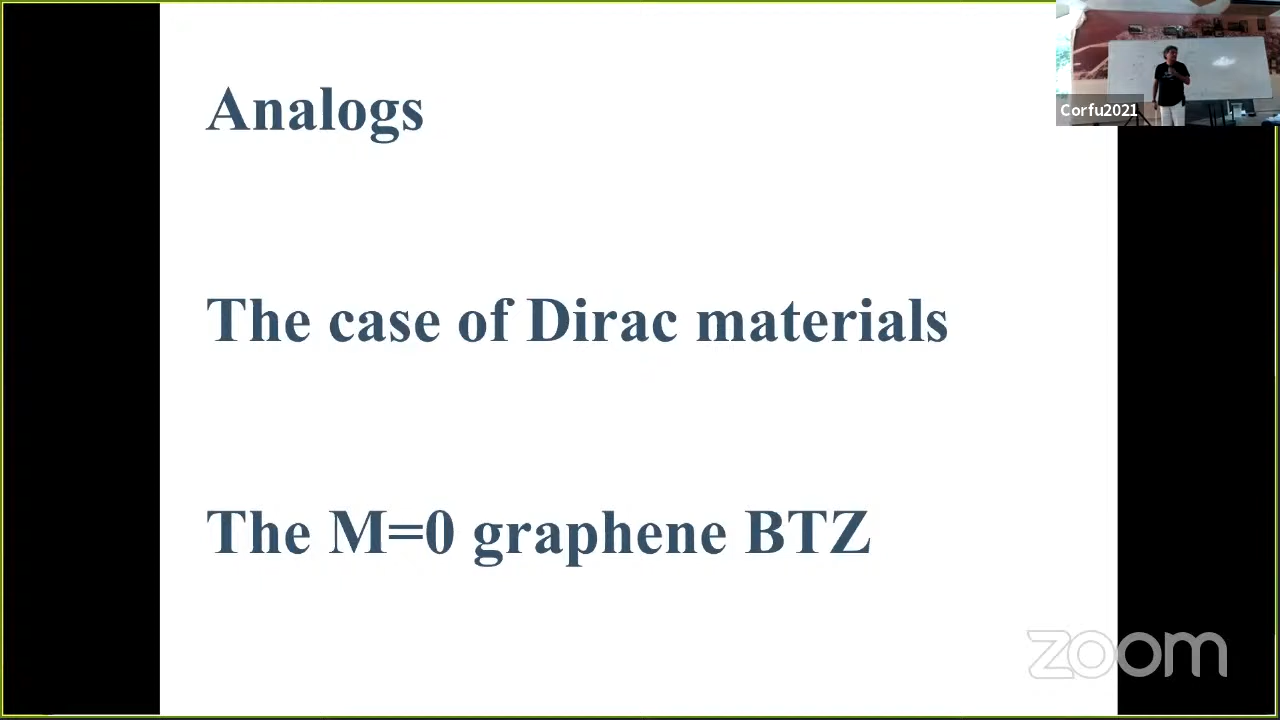 Analogs
Corfu2021
The case of Dirac materials
The M=0 graphene BTZ
zoom